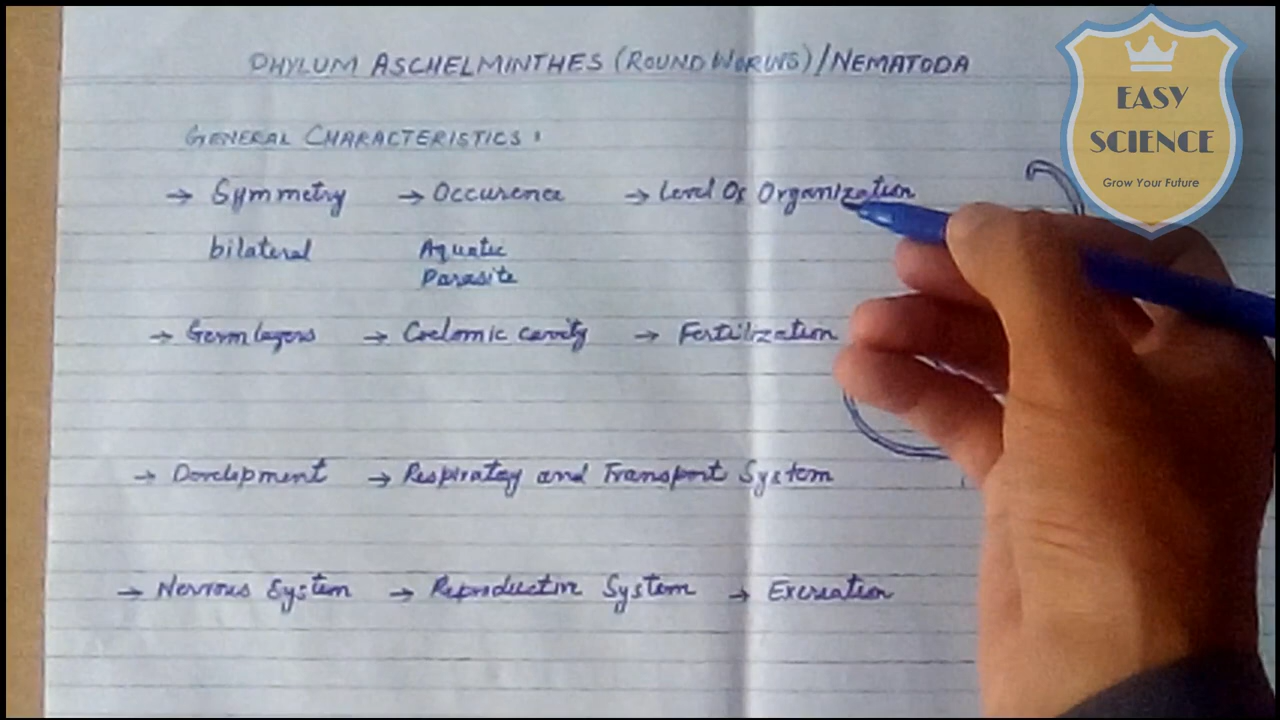 PHYLUM ASCHELMINTHES (ROUND WORMS)/NEMATODA
GENERAL CHARACTERISTICS:
→ Symmetry → Occurence → Level Of Organization
bilateral Aquatic
Parasite
→ Germ layers → Coelomic cavity → Fertilization
→ Development → Respiratory and Transport System
→ Nervous System → Reproductive System → Excreation
EASY
SCIENCE
Grow Your Future